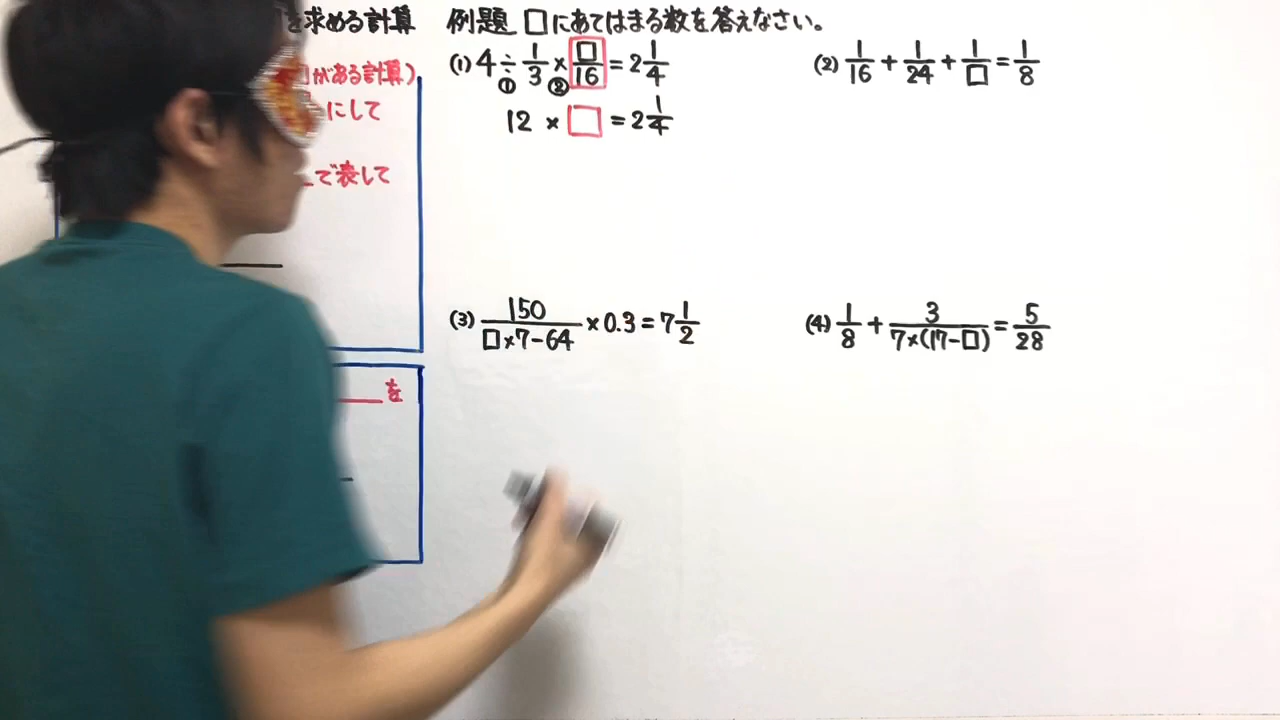 を求める計算
がある計算)
にして
で表して
を
例題 □にあてはまる数を答えなさい。
(1) 4÷1/3×□/16=2 1/4
① ②
12 × □ = 2 1/4
(2) 1/16+1/24+1/□=1/8
(3) 150/(□×7-64)×0.3=7 1/2
(4) 1/8+3/(7×(17-□))=5/28